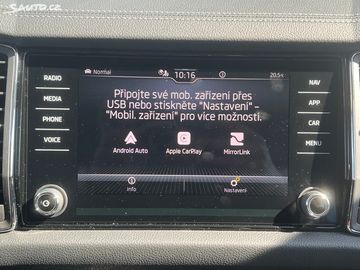 sauto.cz
RADIO
MEDIA
PHONE
VOICE
Normal
10:16
20.5°C
Připojte své mob. zařízení přes
USB nebo stiskněte "Nastavení" –
"Mobil. zařízení" pro více možností.
Android Auto
Apple CarPlay
MirrorLink
Info
Nastavení
NAV
APP
CAR
MENU